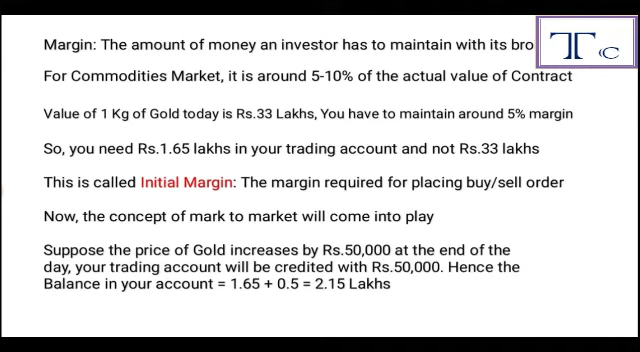 Margin: The amount of money an investor has to maintain with its bro
For Commodities Market, it is around 5-10% of the actual value of Contract
Value of 1 Kg of Gold today is Rs.33 Lakhs, You have to maintain around 5% margin
So, you need Rs.1.65 lakhs in your trading account and not Rs.33 lakhs
This is called Initial Margin: The margin required for placing buy/sell order
Now, the concept of mark to market will come into play
Suppose the price of Gold increases by Rs.50,000 at the end of the
day, your trading account will be credited with Rs.50,000. Hence the
Balance in your account = 1.65 + 0.5 = 2.15 Lakhs
Tc